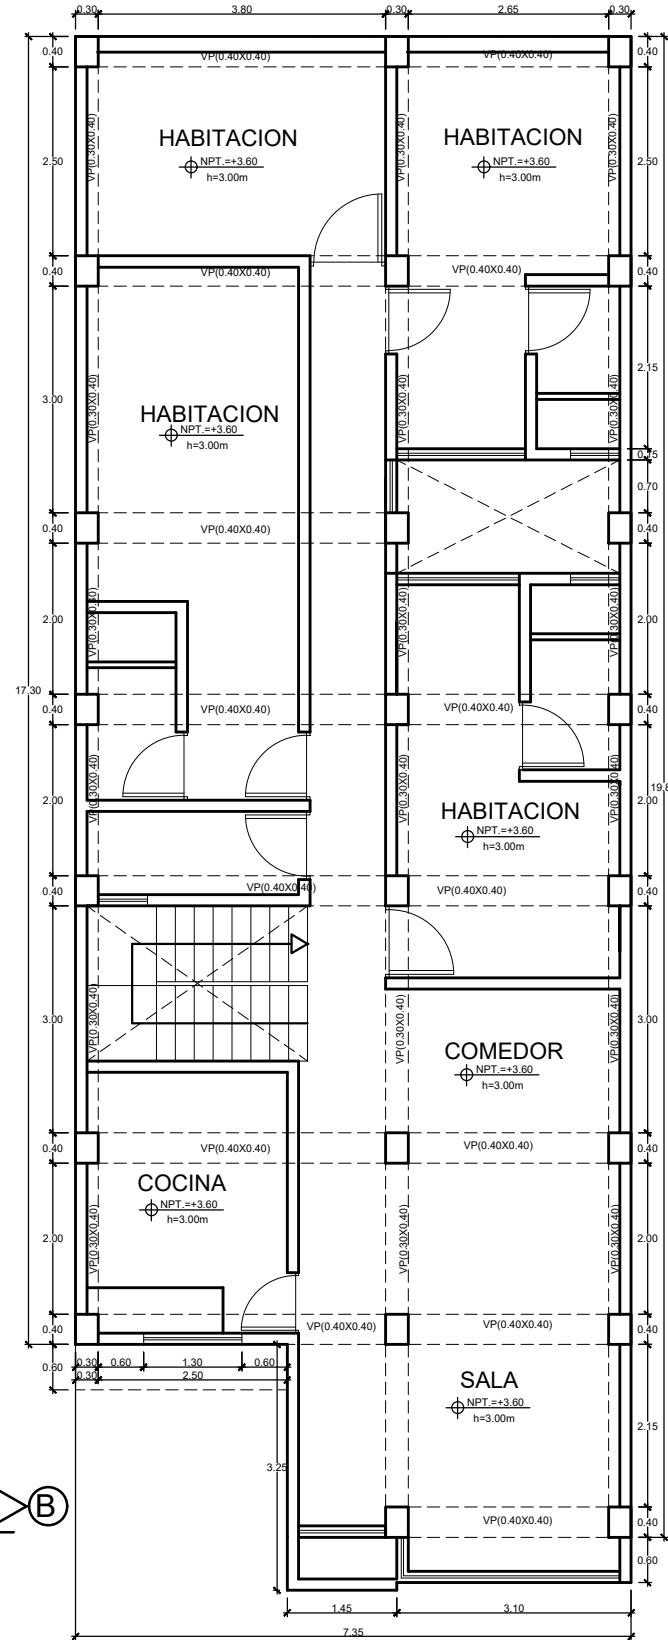 0.30 3.80 0.30 2.65 0.30
0.40 VP(0.40X0.40) VP(0.40X0.40) 0.40
HABITACION HABITACION
NPT.=+3.60 NPT.=+3.60
h=3.00m h=3.00m
VP(0.30X0.40) VP(0.30X0.40) VP(0.30X0.40)
2.50 2.50
0.40 VP(0.40X0.40) VP(0.40X0.40) 0.40
2.15
3.00
VP(0.30X0.40) VP(0.30X0.40)
HABITACION
NPT.=+3.60
h=3.00m
0.15
0.70
0.40 VP(0.40X0.40) 0.40
2.00 VP(0.30X0.40) VP(0.30X0.40) VP(0.30X0.40) 2.00
17.30
0.40 VP(0.40X0.40) VP(0.40X0.40) 0.40
2.00 VP(0.30X0.40) VP(0.30X0.40) VP(0.30X0.40) 2.00
19.8
HABITACION
NPT.=+3.60
h=3.00m
0.40 VP(0.40X0.40) VP(0.40X0.40) 0.40
3.00 VP(0.30X0.40) VP(0.30X0.40) VP(0.30X0.40) 3.00
COMEDOR
NPT.=+3.60
h=3.00m
0.40 VP(0.40X0.40) VP(0.40X0.40) 0.40
COCINA
NPT.=+3.60
h=3.00m
2.00 VP(0.30X0.40) VP(0.30X0.40) VP(0.30X0.40) 2.00
0.40 VP(0.40X0.40) VP(0.40X0.40) 0.40
0.60 0.30 0.60 1.30 0.60
0.30 2.50
SALA
NPT.=+3.60
h=3.00m
2.15
3.25
B
VP(0.40X0.40) 0.40
0.60
1.45 3.10
7.35